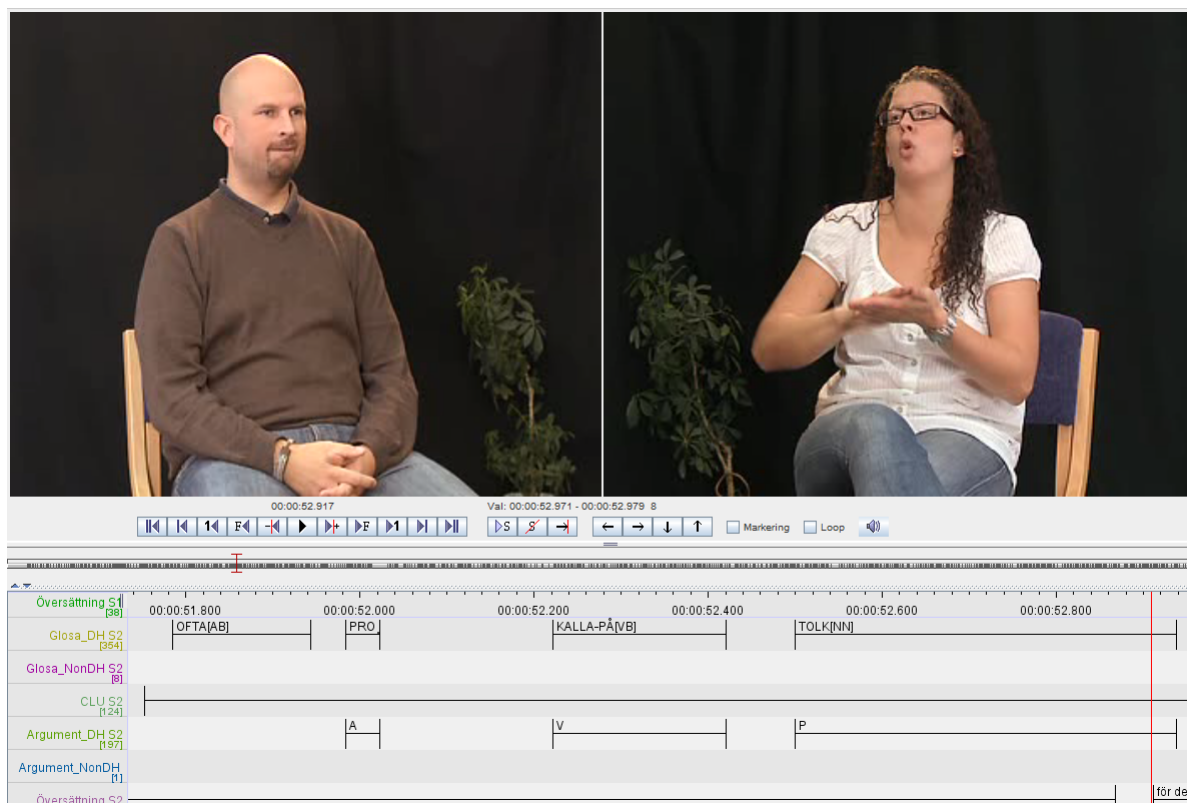 00:00:52.917 Val: 00:00:52.971 - 00:00:52.979 8
1 F + F 1 S S Markering Loop
Översättning S1
[38]
00:00:51.800 00:00:52.000 00:00:52.200 00:00:52.400 00:00:52.600 00:00:52.800
Glosa_DH S2
[354]
OFTA[AB] PRO KALLA-PÅ[VB] TOLK[NN]
Glosa_NonDH S2
[8]
CLU S2
[124]
Argument_DH S2
[197]
A V P
Argument_NonDH
[1]
Översättning S2
för de